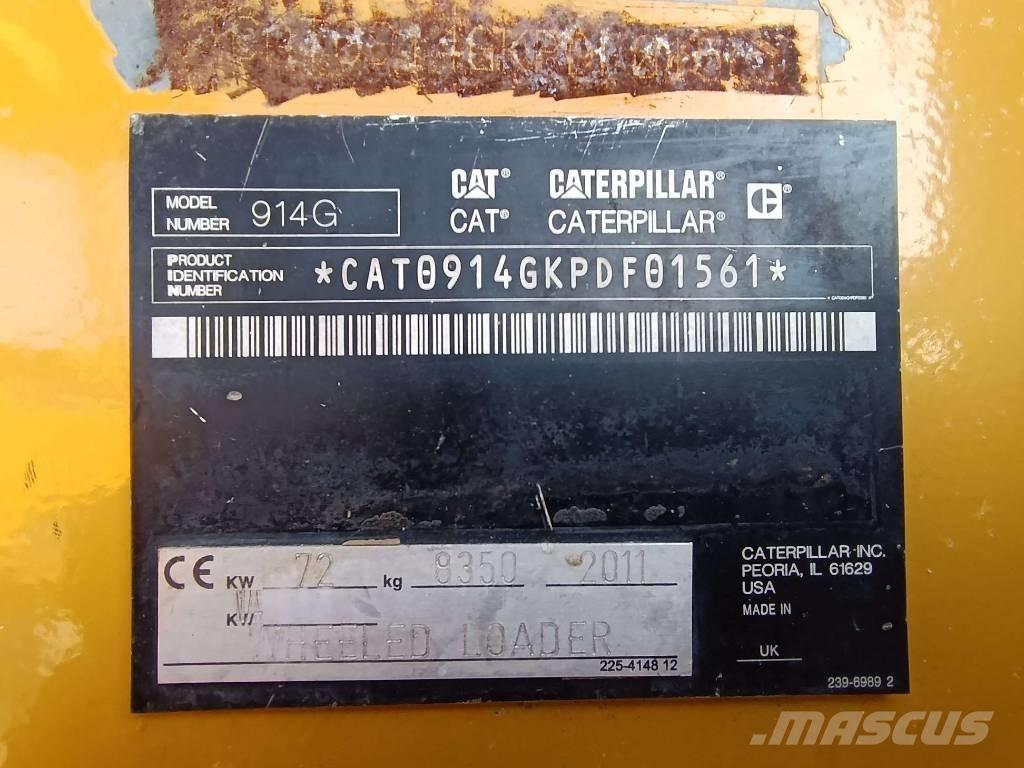 MODEL
NUMBER 914G
CAT® CATERPILLAR®
CAT® CATERPILLAR®
PRODUCT
IDENTIFICATION
NUMBER
*CAT0914GKPDF01561*
CE KW 72 kg 8350 2011
KW
WHEELED LOADER
225-4148 12
CATERPILLAR INC.
PEORIA, IL 61629
USA
MADE IN
UK
239-6989 2
MASCUS